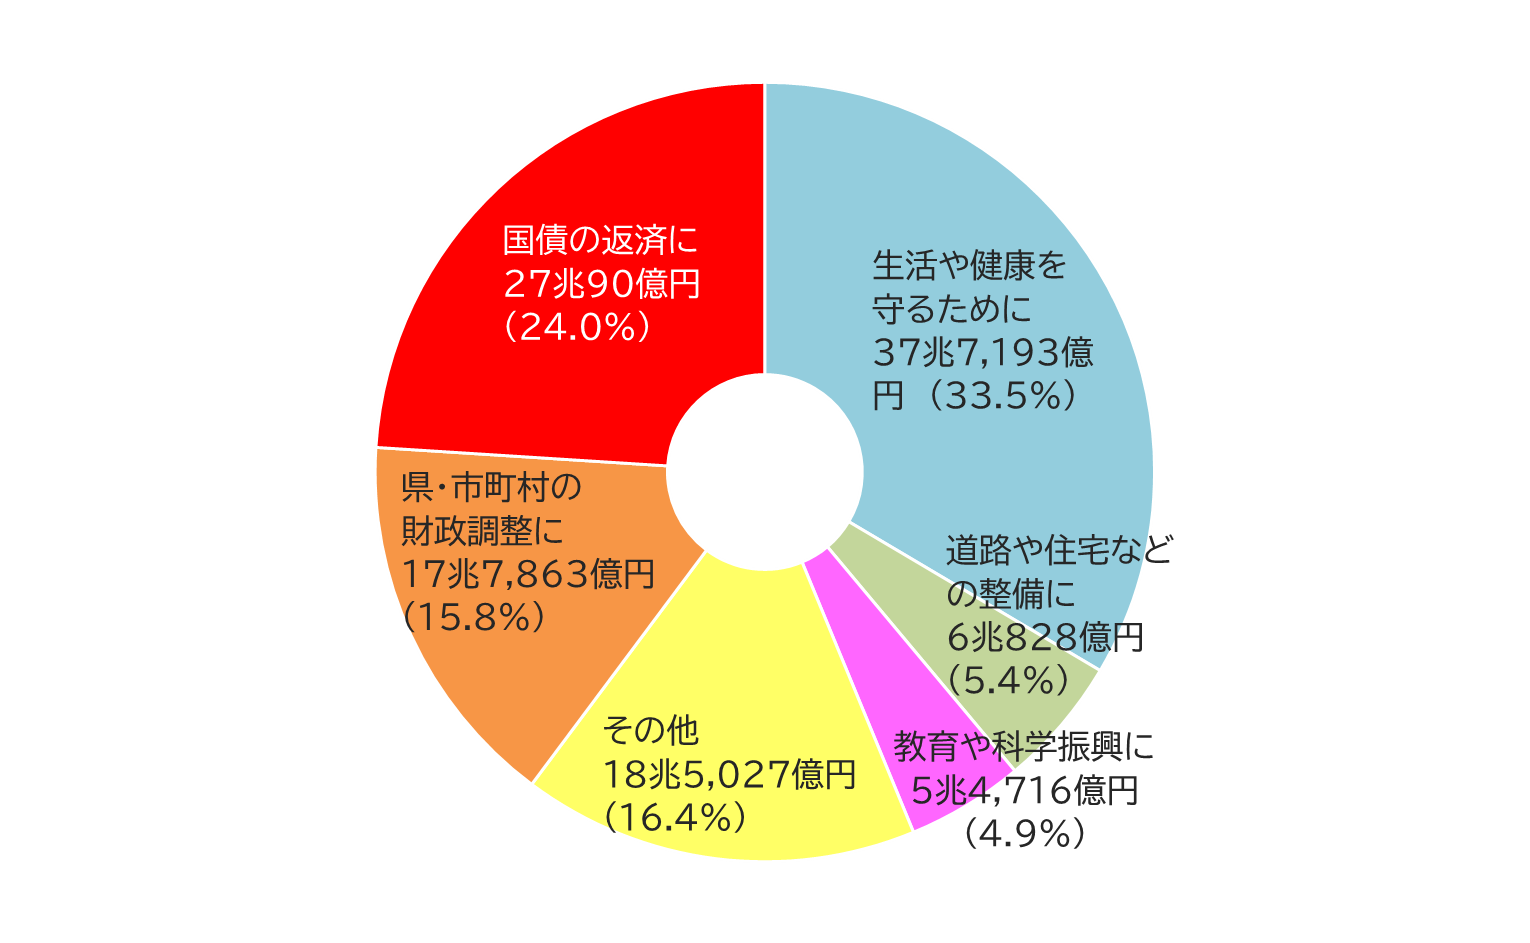 国債の返済に
27兆90億円
（24.0%）
生活や健康を
守るために
37兆7,193億
円（33.5%）
県・市町村の
財政調整に
17兆7,863億円
（15.8%）
道路や住宅など
の整備に
6兆828億円
（5.4%）
その他
18兆5,027億円
（16.4%）
教育や科学振興に
5兆4,716億円
（4.9%）